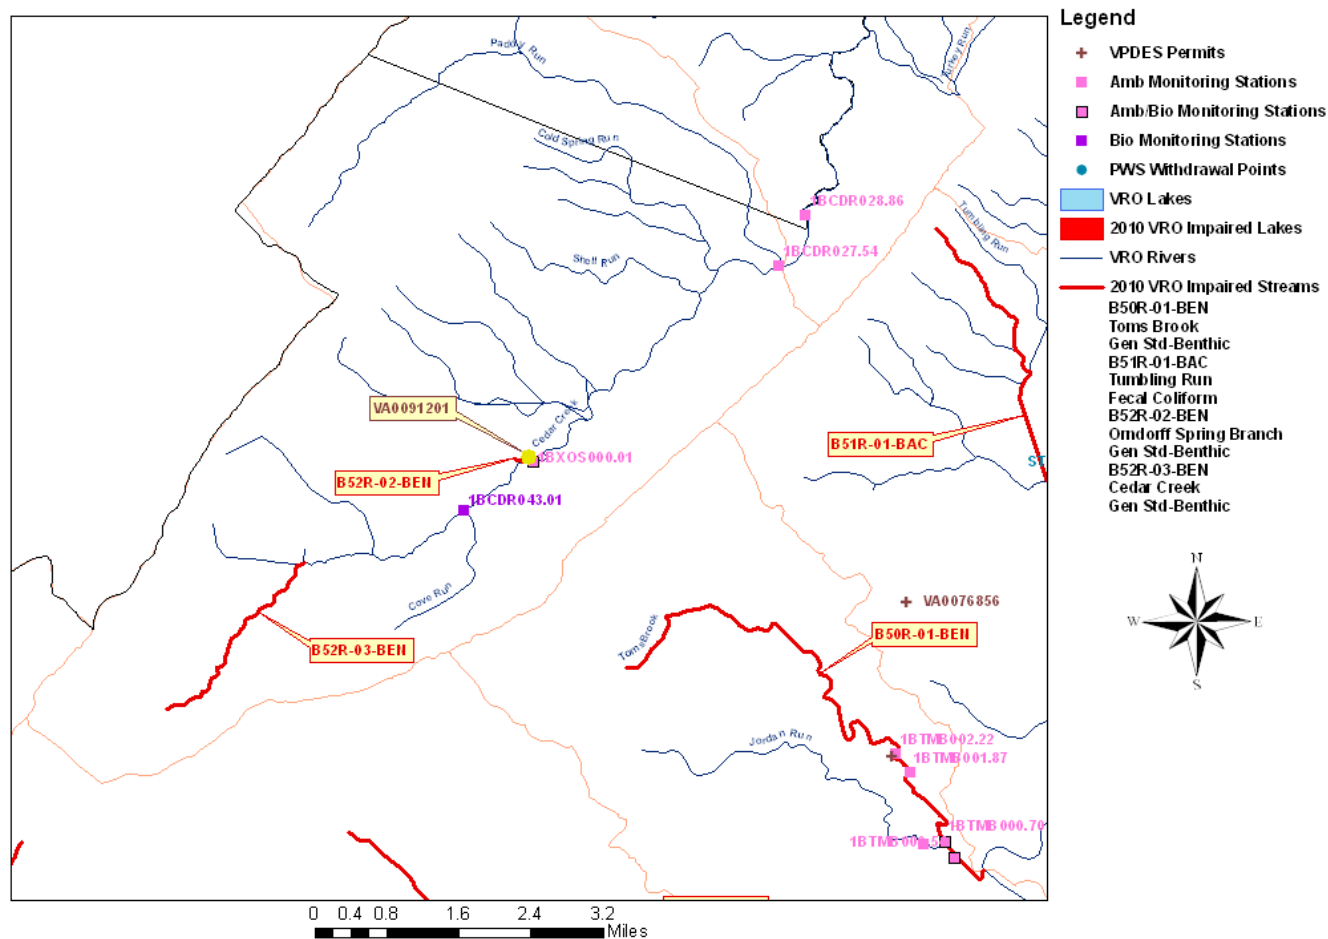 Legend
VPDES Permits
Amb Monitoring Stations
Amb/Bio Monitoring Stations
Bio Monitoring Stations
PWS Withdrawal Points
VRO Lakes
2010 VRO Impaired Lakes
VRO Rivers
2010 VRO Impaired Streams
B50R-01-BEN
Toms Brook
Gen Std-Benthic
B51R-01-BAC
Tumbling Run
Fecal Coliform
B52R-02-BEN
Orndorff Spring Branch
Gen Std-Benthic
B52R-03-BEN
Cedar Creek
Gen Std-Benthic
N
W E
S
Paddy Run
Turkey Run
Cold Spring Run
1BCDR028.86
Tumbling Run
1BCDR027.54
Shell Run
VA0091201
Cedar Creek
B51R-01-BAC
1BXOS000.01
ST
B52R-02-BEN
1BCDR043.01
Cove Run
VA0076856
B50R-01-BEN
Toms Brook
B52R-03-BEN
Jordan Run
1BTMB002.22
1BTMB001.87
1BTMB000.70
0 0.4 0.8 1.6 2.4 3.2
Miles